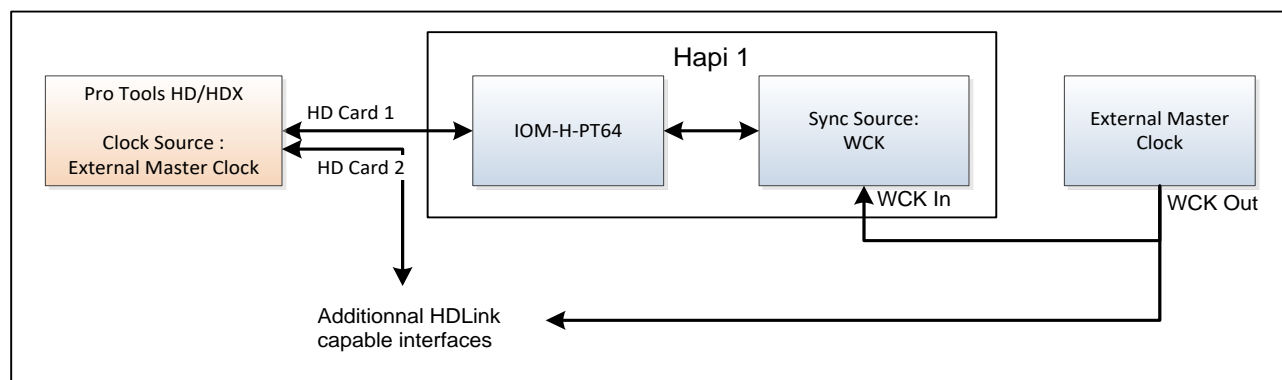 Hapi 1
Pro Tools HD/HDX
Clock Source :
External Master Clock
HD Card 1
HD Card 2
IOM-H-PT64
Sync Source:
WCK
External Master
Clock
WCK In
WCK Out
Additionnal HDLink
capable interfaces